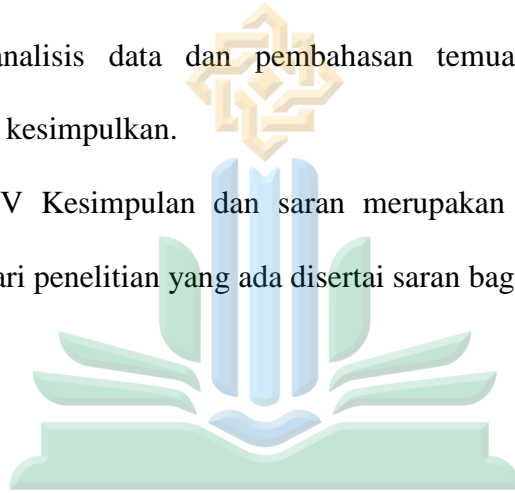 analisis data dan pembahasan temua
kesimpulkan.
V Kesimpulan dan saran merupakan
ari penelitian yang ada disertai saran bag